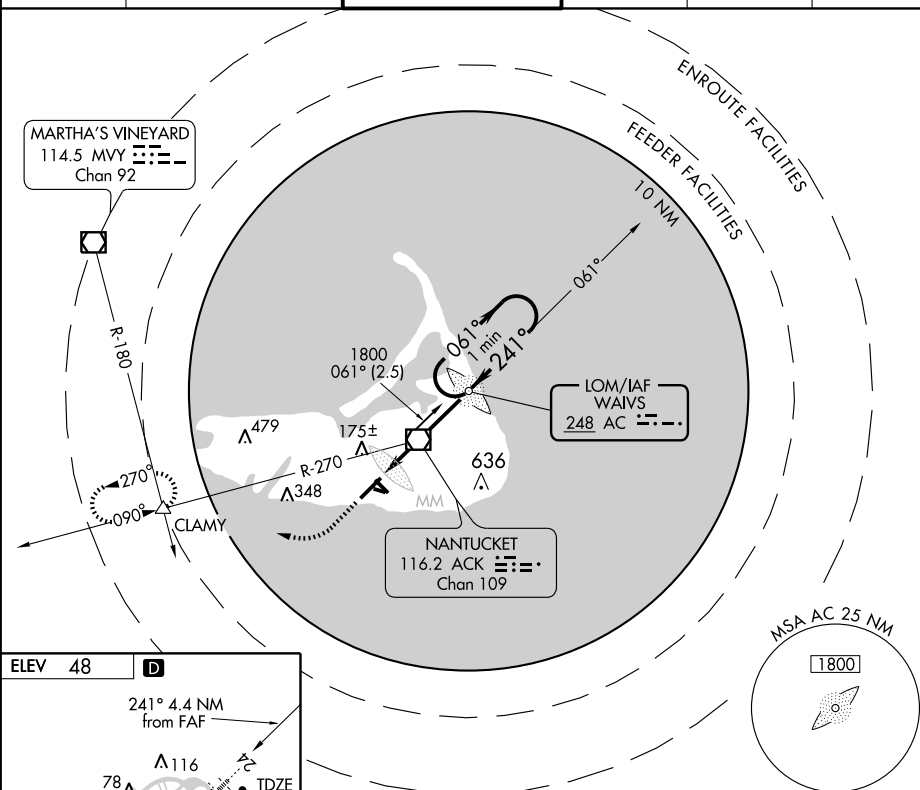 ENROUTE FACILITIES
FEEDER FACILITIES
10 NM
MARTHA'S VINEYARD
114.5 MVY
Chan 92
R-180
061°
061°
1 min
241°
1800
061° (2.5)
LOM/IAF
WAIVS
248 AC
479
175±
R-270
348
636
MM
270°
090°
CLAMY
NANTUCKET
116.2 ACK
Chan 109
MSA AC 25 NM
1800
ELEV 48 D
241° 4.4 NM
from FAF
24
116
78
TDZE